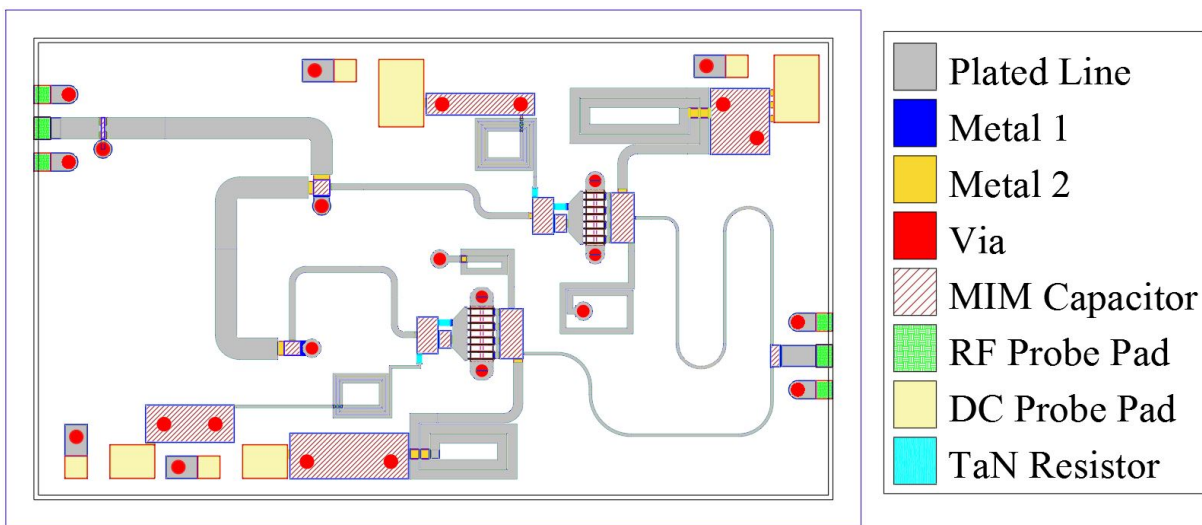 Plated Line
Metal 1
Metal 2
Via
MIM Capacitor
RF Probe Pad
DC Probe Pad
TaN Resistor